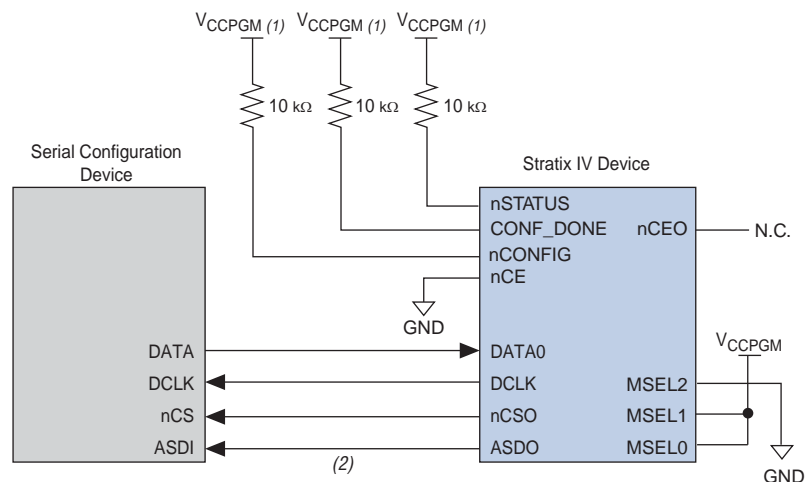 VCCPGM (1) VCCPGM (1) VCCPGM (1)
10 kΩ 10 kΩ 10 kΩ
Serial Configuration
Device
Stratix IV Device
nSTATUS
CONF_DONE nCEO N.C.
nCONFIG
nCE
GND
VCCPGM
DATA DATA0
DCLK DCLK MSEL2
nCS nCSO MSEL1
ASDI (2) ASDO MSEL0
GND